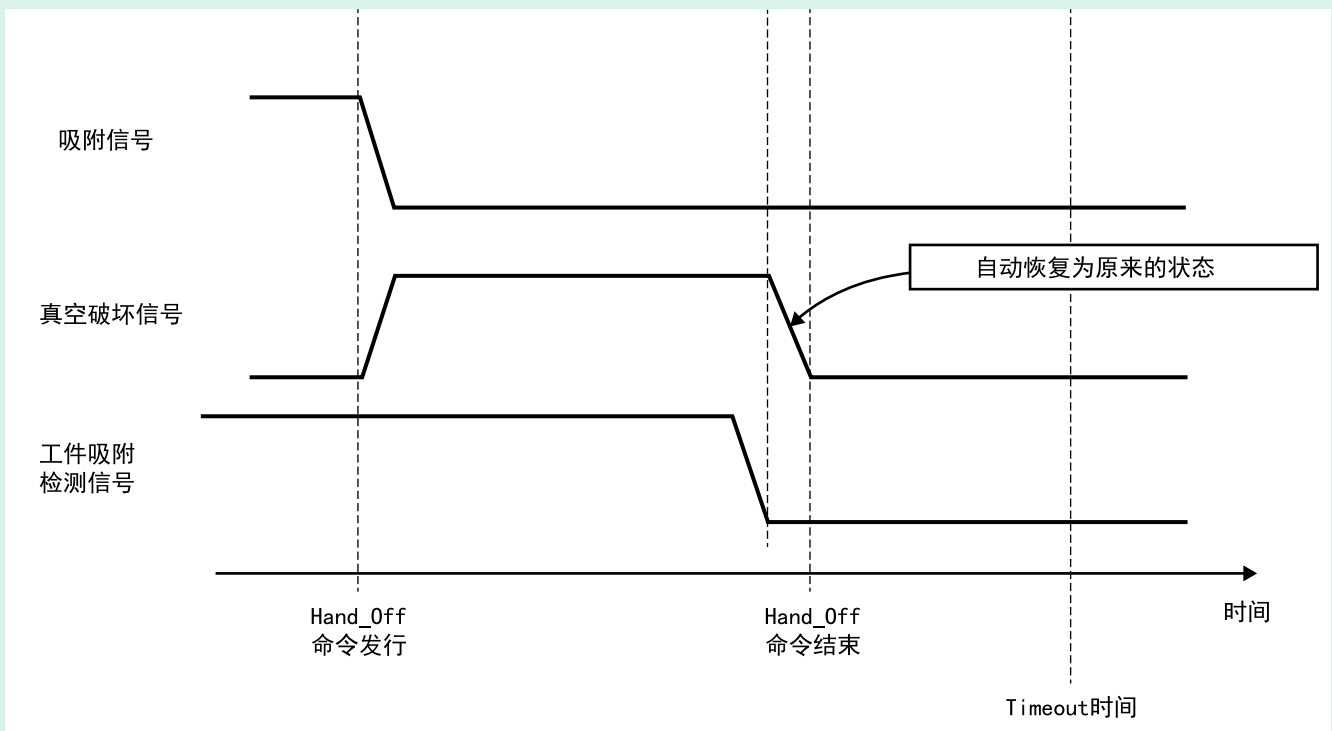 吸附信号
自动恢复为原来的状态
真空破坏信号
工件吸附
检测信号
时间
Hand_Off
命令发行
Hand_Off
命令结束
Timeout时间